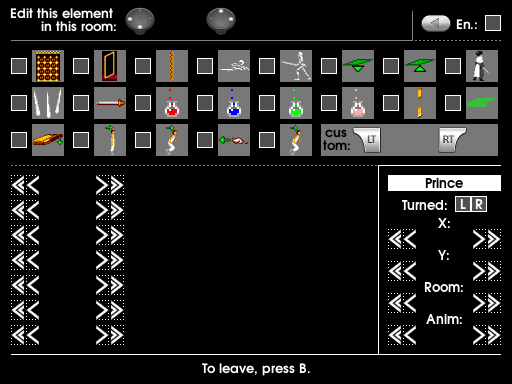 Edit this element
in this room:
En.:
cus
tom:
LT
RT
Prince
Turned: L R
X:
Y:
Room:
Anim:
To leave, press B.